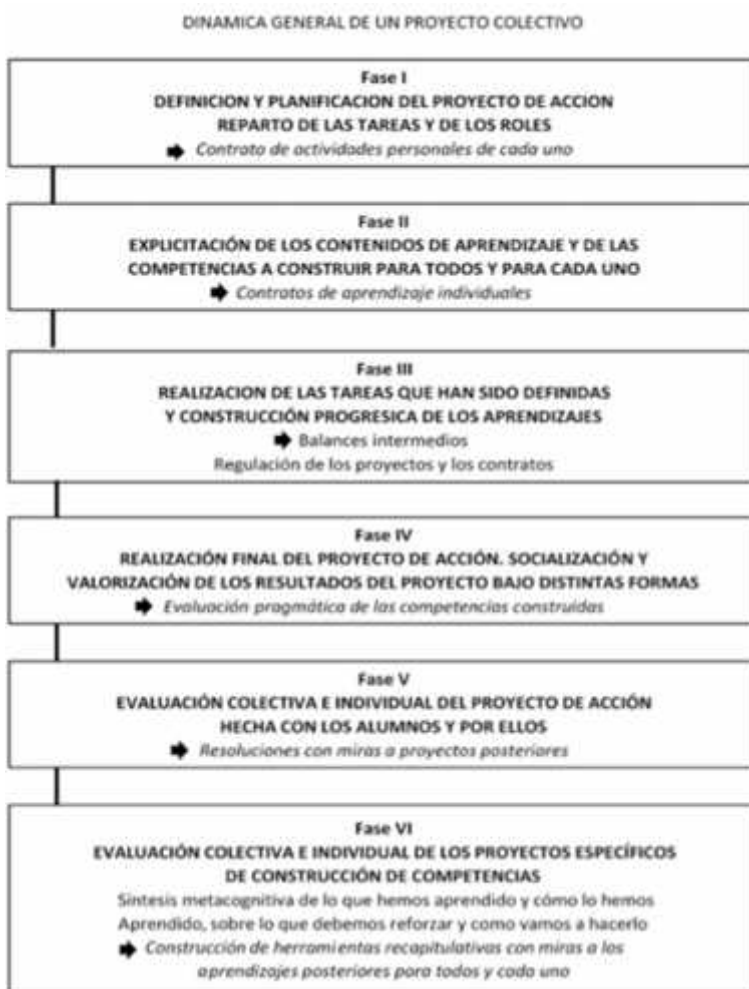 DINAMICA GENERAL DE UN PROYECTO COLECTIVO
Fase I
DEFINICION Y PLANIFICACION DEL PROYECTO DE ACCION
REPARTO DE LAS TAREAS Y DE LOS ROLES
Contrato de actividades personales de cada uno
Fase II
EXPLICITACIÓN DE LOS CONTENIDOS DE APRENDIZAJE Y DE LAS
COMPETENCIAS A CONSTRUIR PARA TODOS Y PARA CADA UNO
Contratos de aprendizaje individuales
Fase III
REALIZACION DE LAS TAREAS QUE HAN SIDO DEFINIDAS
Y CONSTRUCCIÓN PROGRESICA DE LOS APRENDIZAJES
Balances intermedios
Regulación de los proyectos y los contratos
Fase IV
REALIZACIÓN FINAL DEL PROYECTO DE ACCIÓN. SOCIALIZACIÓN Y
VALORIZACIÓN DE LOS RESULTADOS DEL PROYECTO BAJO DISTINTAS FORMAS
Evaluación pragmática de las competencias construidas
Fase V
EVALUACIÓN COLECTIVA E INDIVIDUAL DEL PROYECTO DE ACCIÓN
HECHA CON LOS ALUMNOS Y POR ELLOS
Resoluciones con miras a proyectos posteriores
Fase VI
EVALUACIÓN COLECTIVA E INDIVIDUAL DE LOS PROYECTOS ESPECÍFICOS
DE CONSTRUCCIÓN DE COMPETENCIAS
Síntesis metacognitiva de lo que hemos aprendido y cómo lo hemos
Aprendido, sobre lo que debemos reforzar y como vamos a hacerlo
Construcción de herramientas recapitulativas con miras a los
aprendizajes posteriores para todos y cada uno